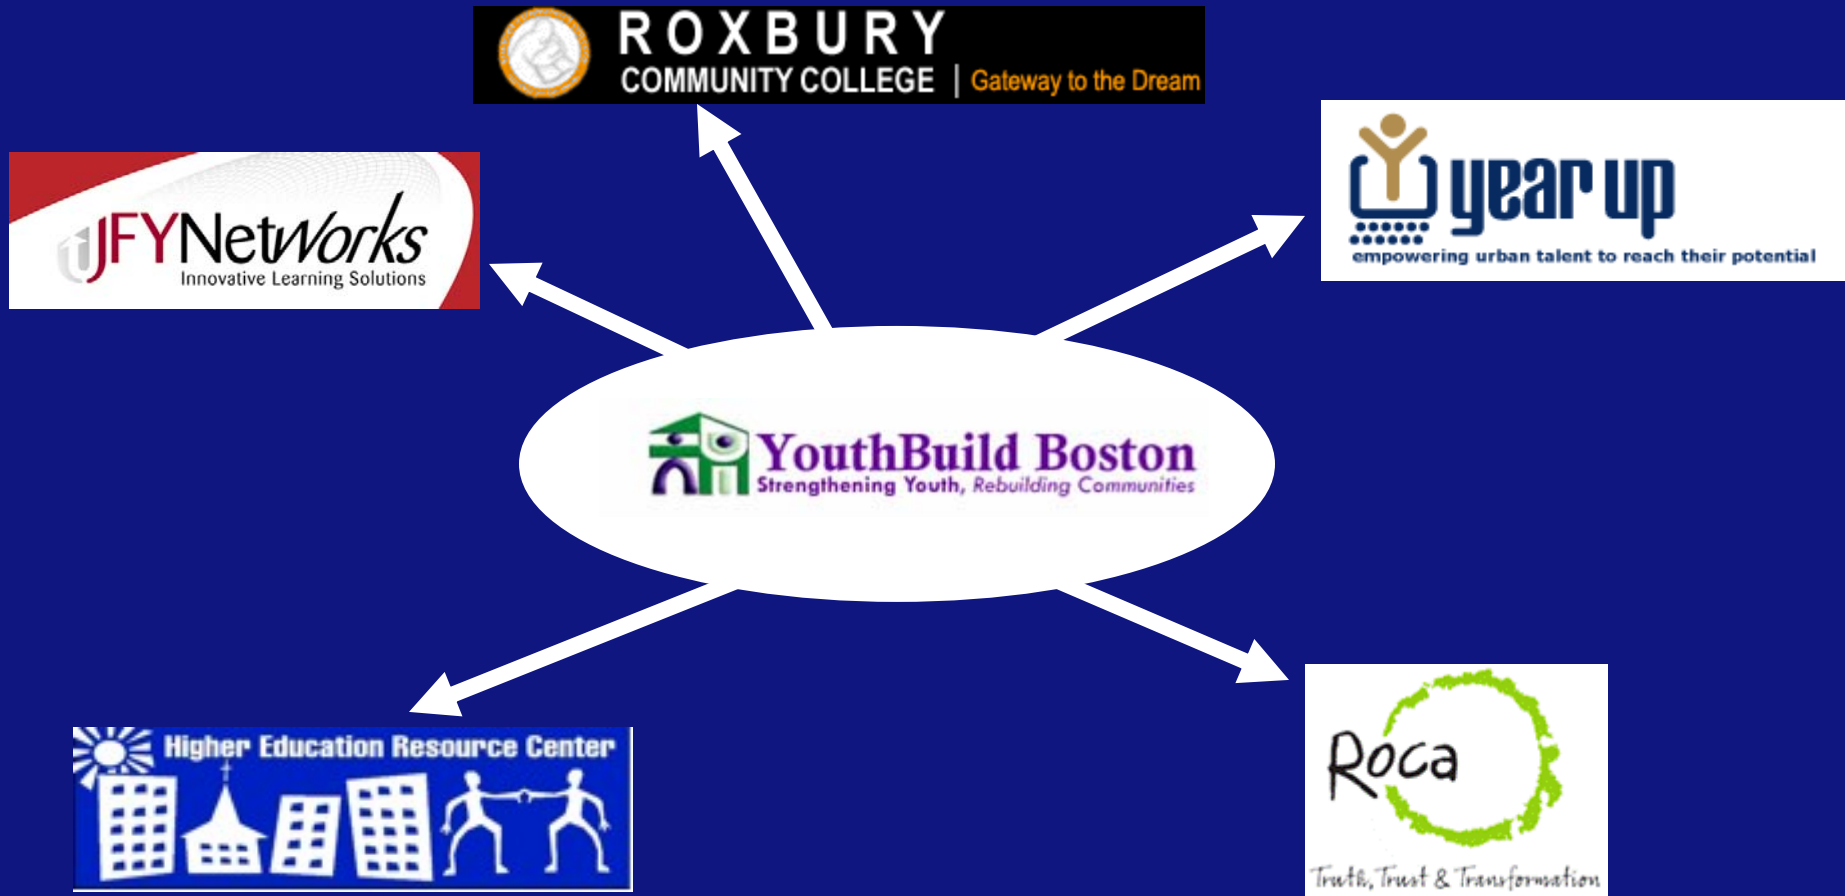 ROXBURY
COMMUNITY COLLEGE | Gateway to the Dream
JFYNetWorks
Innovative Learning Solutions
year up
empowering urban talent to reach their potential
YouthBuild Boston
Strengthening Youth, Rebuilding Communities
Higher Education Resource Center
Roca
Truth, Trust & Transformation